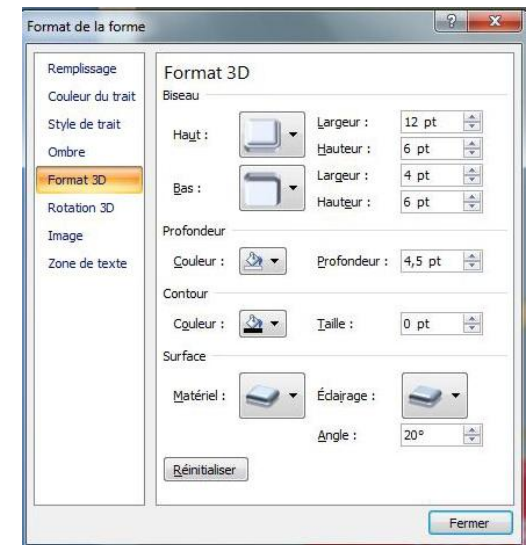 Format de la forme
Remplissage
Couleur du trait
Style de trait
Ombre
Format 3D
Rotation 3D
Image
Zone de texte
Format 3D
Biseau
Haut :
Largeur : 12 pt
Hauteur : 6 pt
Bas :
Largeur : 4 pt
Hauteur : 6 pt
Profondeur
Couleur : Profondeur : 4,5 pt
Contour
Couleur : Taille : 0 pt
Surface
Matériel : Éclairage :
Angle : 20°
Réinitialiser
Fermer